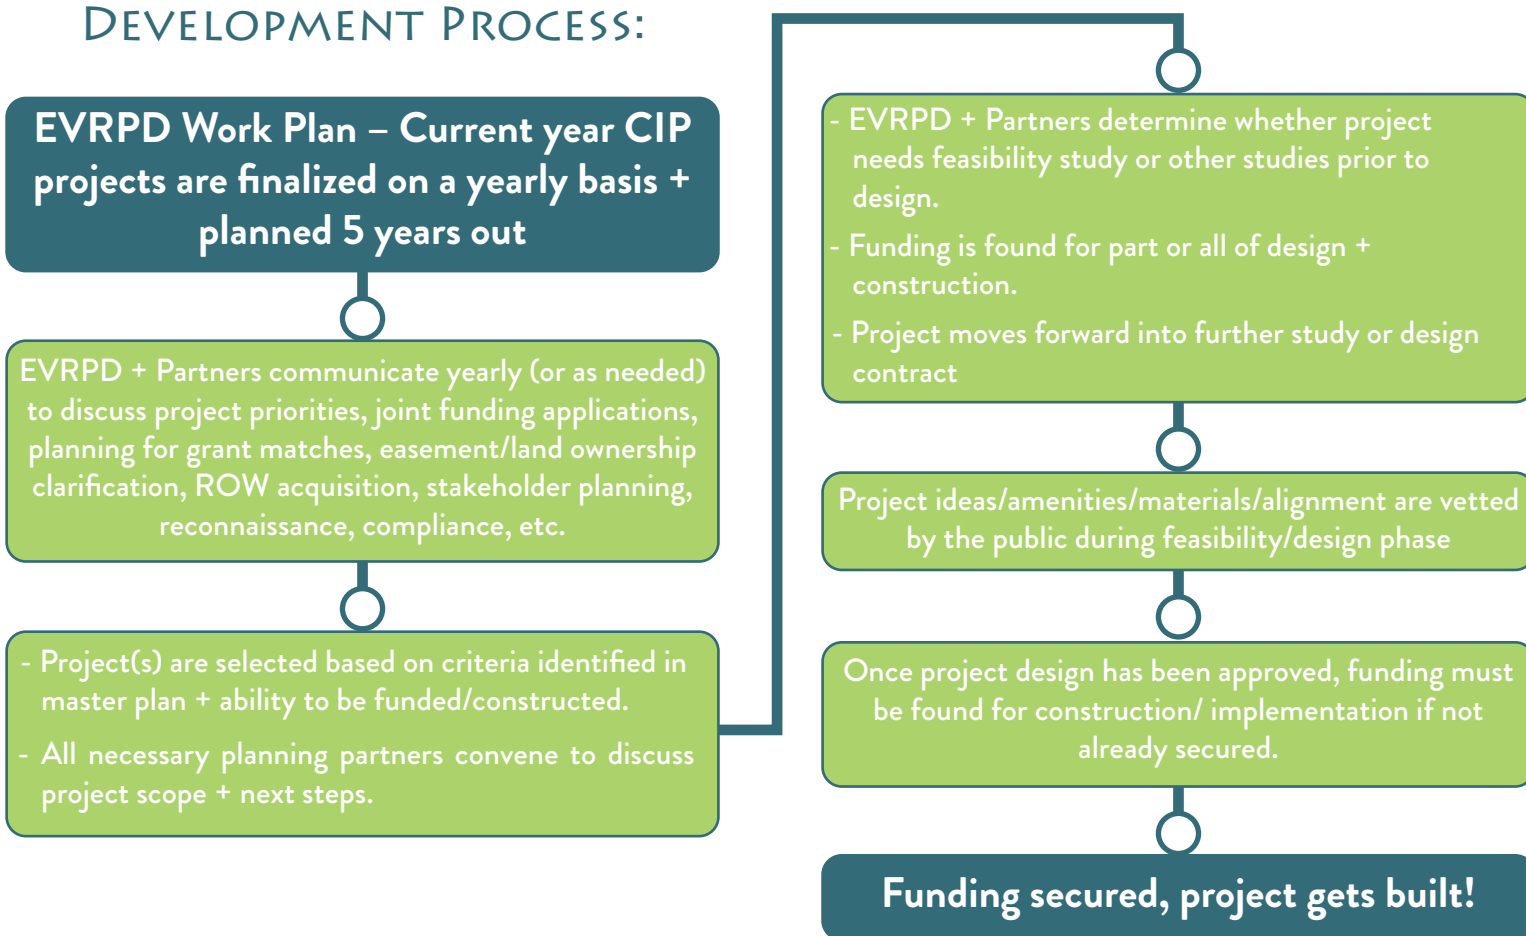 DEVELOPMENT PROCESS:
EVRPD Work Plan – Current year CIP
projects are finalized on a yearly basis +
planned 5 years out
EVRPD + Partners communicate yearly (or as needed)
to discuss project priorities, joint funding applications,
planning for grant matches, easement/land ownership
clarification, ROW acquisition, stakeholder planning,
reconnaissance, compliance, etc.
- Project(s) are selected based on criteria identified in
master plan + ability to be funded/constructed.
- All necessary planning partners convene to discuss
project scope + next steps.
- EVRPD + Partners determine whether project
needs feasibility study or other studies prior to
design.
- Funding is found for part or all of design +
construction.
- Project moves forward into further study or design
contract
Project ideas/amenities/materials/alignment are vetted
by the public during feasibility/design phase
Once project design has been approved, funding must
be found for construction/ implementation if not
already secured.
Funding secured, project gets built!